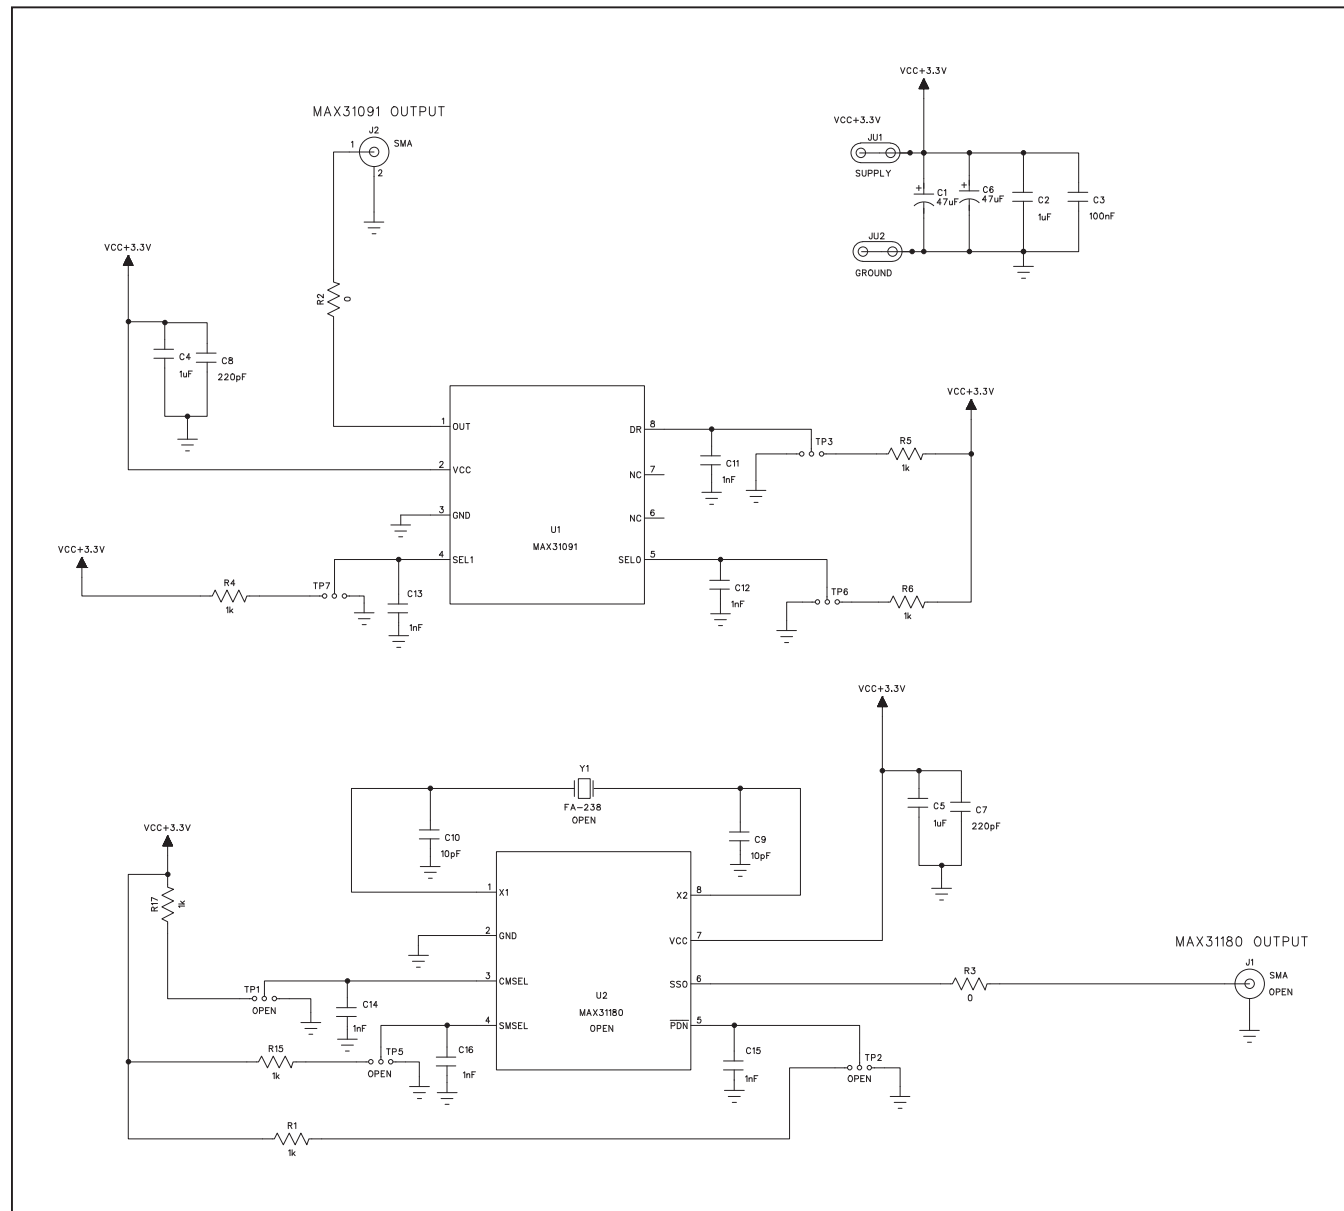 MAX31091 OUTPUT
J2
1
SMA
2
VCC+3.3V
VCC+3.3V
JU1
SUPPLY
+
C1
47uF
+
C6
47uF
C2
1uF
C3
100nF
JU2
GROUND
VCC+3.3V
R2
0
C4
1uF
C8
220pF
1
OUT
2
VCC
3
GND
4
SEL1
U1
MAX31091
DR
8
NC
7
NC
6
SEL0
5
C11
1nF
TP3
R5
1k
VCC+3.3V
C12
1nF
TP6
R6
1k
VCC+3.3V
R4
1k
TP7
C13
1nF
VCC+3.3V
C5
1uF
C7
220pF
Y1
FA-238
OPEN
C10
10pF
C9
10pF
VCC+3.3V
R17
1k
1
X1
2
GND
3
CMSEL
4
SMSEL
U2
MAX31180
OPEN
X2
8
VCC
7
SSO
6
PDN
5
TP1
OPEN
C14
1nF
R15
1k
TP5
OPEN
C16
1nF
C15
1nF
TP2
OPEN
R3
0
MAX31180 OUTPUT
J1
SMA
OPEN
R1
1k